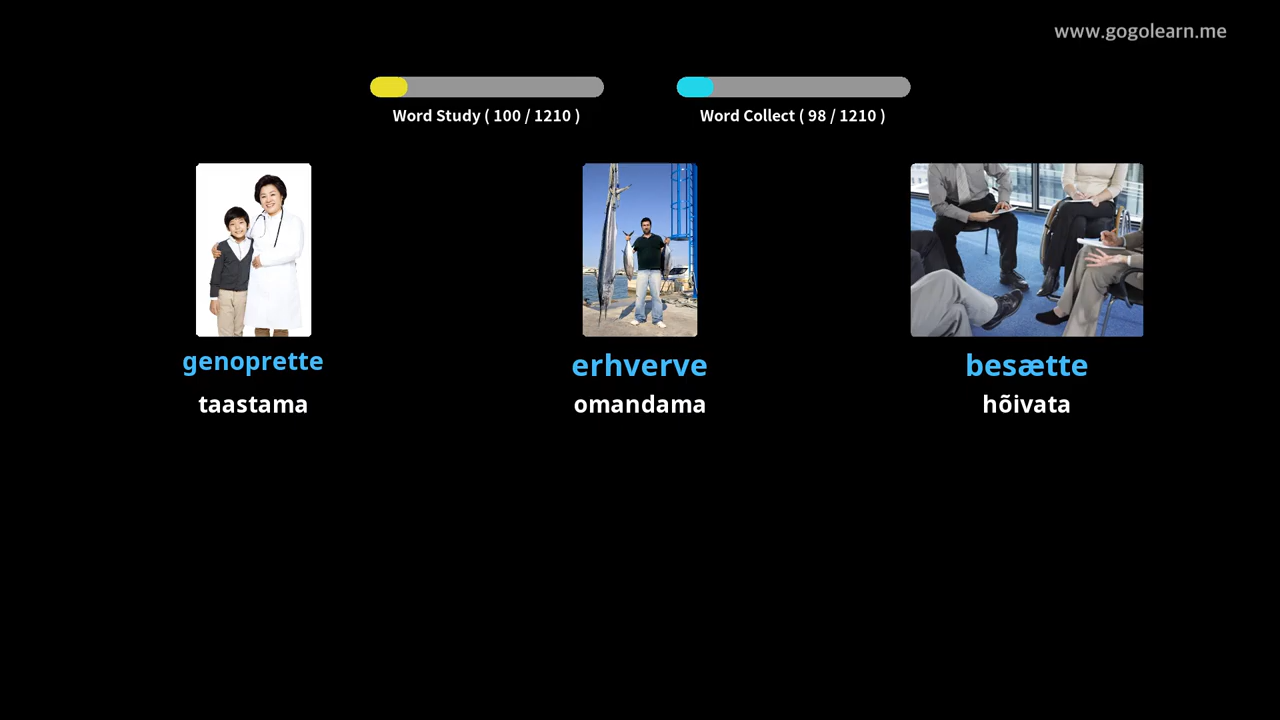 www.gogolearn.me
Word Study ( 100 / 1210 )
Word Collect ( 98 / 1210 )
genoprette
erhverve
besætte
taastama
omandama
hõivata